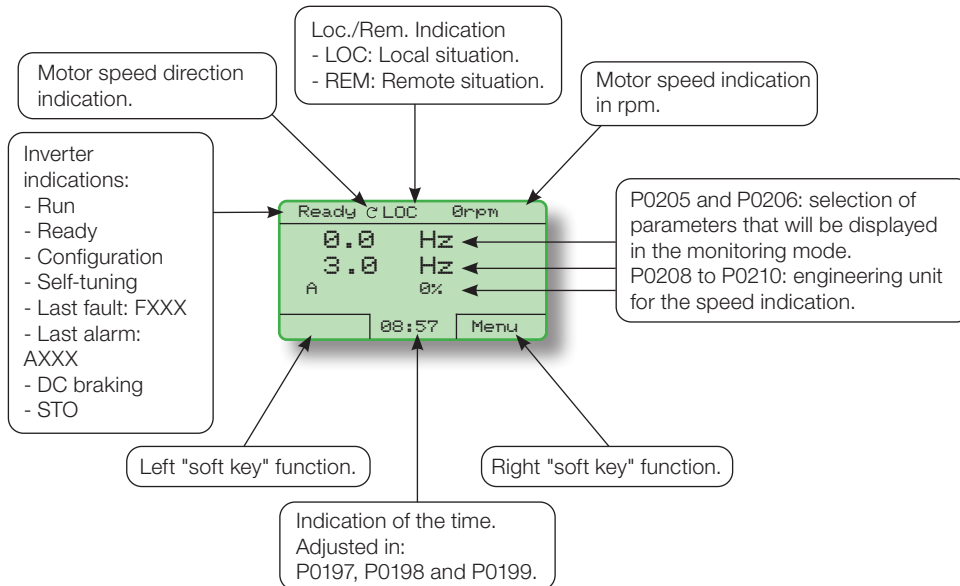 Loc./Rem. Indication
- LOC: Local situation.
- REM: Remote situation.
Motor speed direction
indication.
Motor speed indication
in rpm.
Inverter
indications:
- Run
- Ready
- Configuration
- Self-tuning
- Last fault: FXXX
- Last alarm:
AXXX
- DC braking
- STO
Ready LOC 0rpm
0.0 Hz
3.0 Hz
A 0%
08:57 Menu
P0205 and P0206: selection of
parameters that will be displayed
in the monitoring mode.
P0208 to P0210: engineering unit
for the speed indication.
Left "soft key" function.
Right "soft key" function.
Indication of the time.
Adjusted in:
P0197, P0198 and P0199.